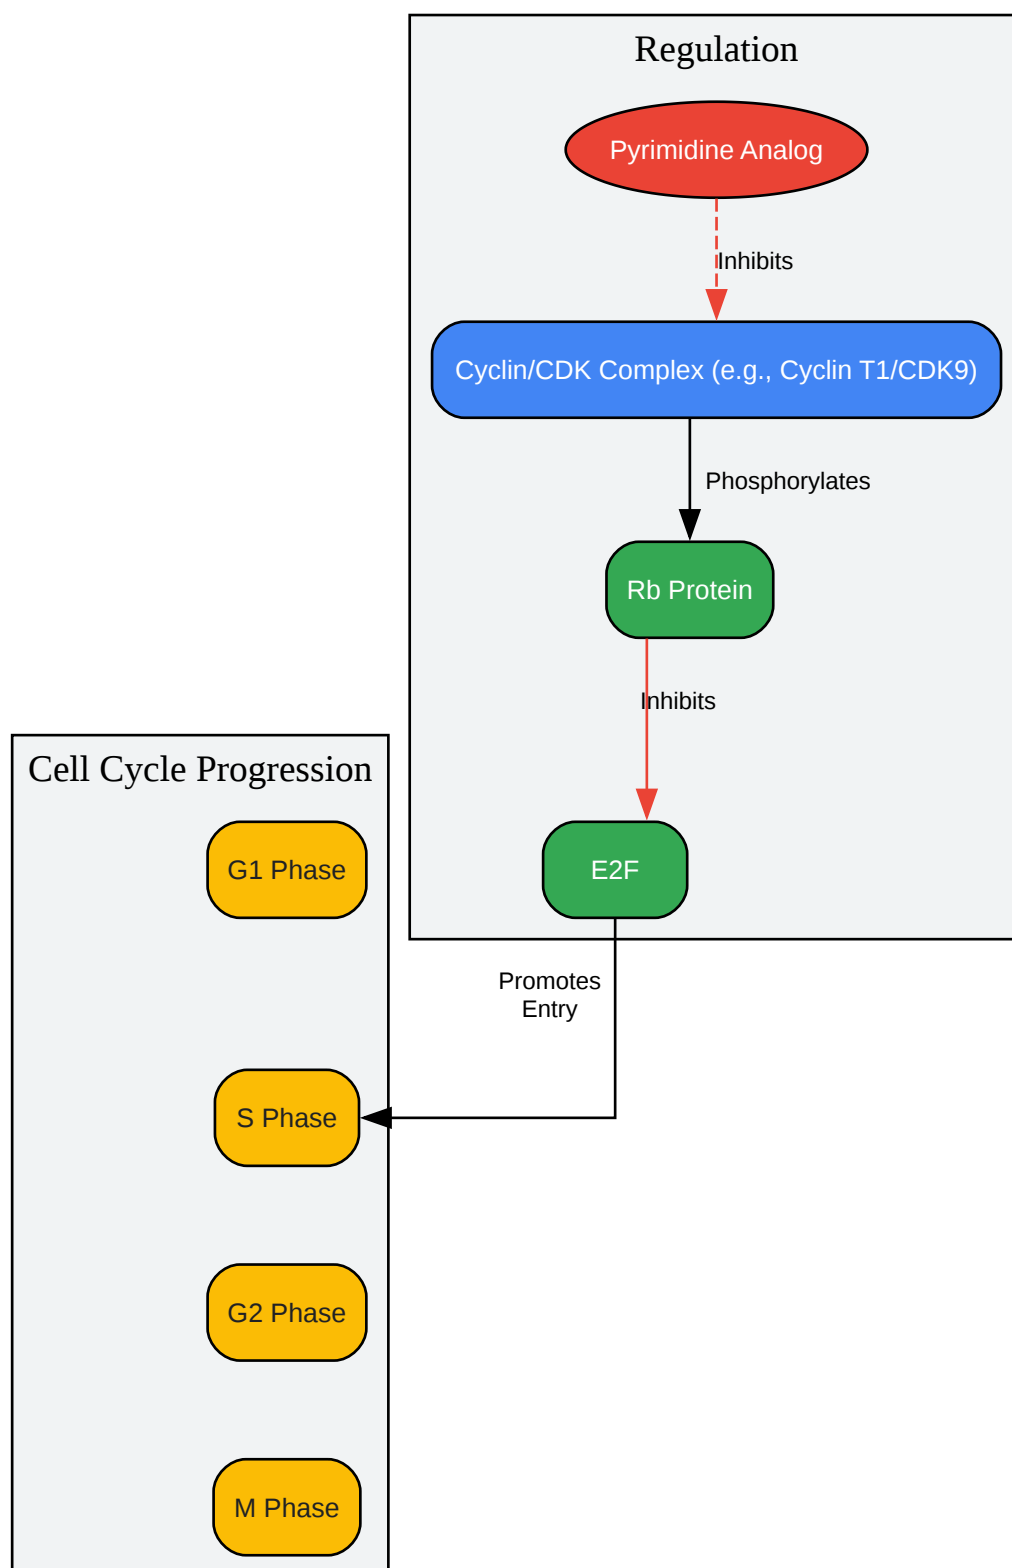 Regulation
Pyrimidine Analog
Inhibits
Cyclin/CDK Complex (e.g., Cyclin T1/CDK9)
Phosphorylates
Rb Protein
Inhibits
Cell Cycle Progression
G1 Phase
E2F
Promotes
Entry
S Phase
G2 Phase
M Phase